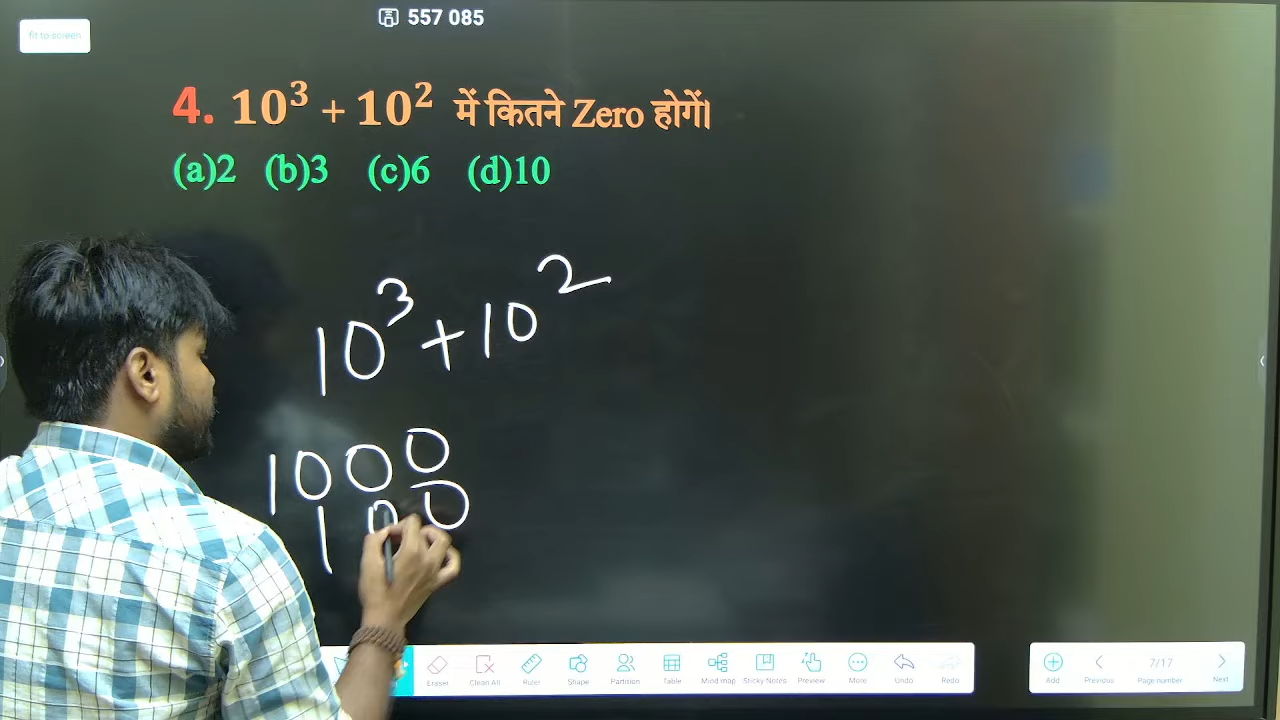 557 085
fit to screen
4. 10³ + 10² में कितने Zero होगें।
(a)2 (b)3 (c)6 (d)10
10³+10²
1000
100
Eraser Clean All Ruler Shape Partition Table Mind map Sticky Notes Preview More Undo Redo
Add Previous 7/17 Page number Next